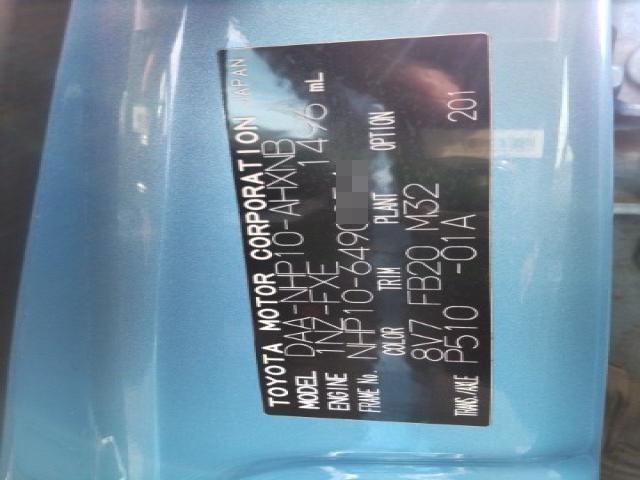 TOYOTA MOTOR CORPORATION JAPAN
MODEL DAA-NHP10-AHXNB
ENGINE 1NZ-FXE 1496 mL
FRAME No. NHP10-649
COLOR TRIM PLANT OPTION
8V7 FB20 M32
TRANS./AXLE P510 -01A 201